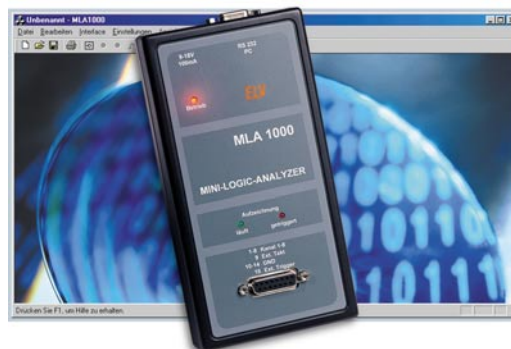 Unbenannt - MLA1000
Datei Bearbeiten Interface Einstellungen
9-18V
100mA
RS 232
PC
Betrieb
ELV
MLA 1000
MINI-LOGIC-ANALYZER
Aufzeichnung
läuft getriggert
1-8 Kanal 1-8
9 Ext. Takt
10-14 GND
15 Ext. Trigger
Drücken Sie F1, um Hilfe zu erhalten.